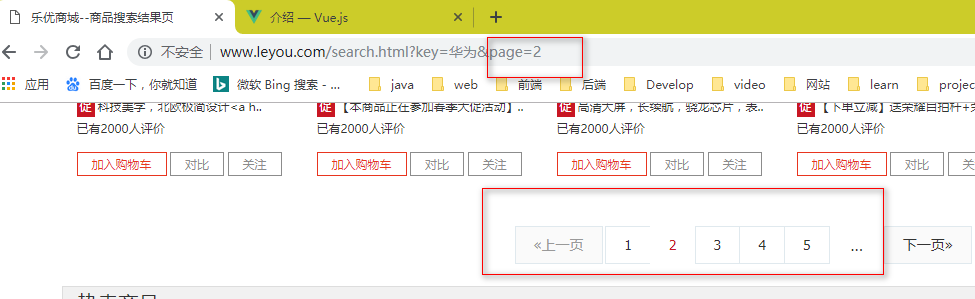 乐优商城--商品搜索结果页
介绍 — Vue.js
不安全 www.leyou.com/search.html?key=华为&page=2
应用 百度一下，你就知道 微软 Bing 搜索 - ... java web 前端 后端 Develop video 网站 learn projec
促 科技美学，北欧极简设计<a h.. 促 【本商品正在参加春季大促活动】.. 促 高清大屏，长续航，骁龙芯片，表.. 促 【下单立减】送荣耀自拍杆+
已有2000人评价 已有2000人评价 已有2000人评价 已有2000人评价
加入购物车 对比 关注 加入购物车 对比 关注 加入购物车 对比 关注 加入购物车 对比 关注
«上一页 1 2 3 4 5 ... 下一页»